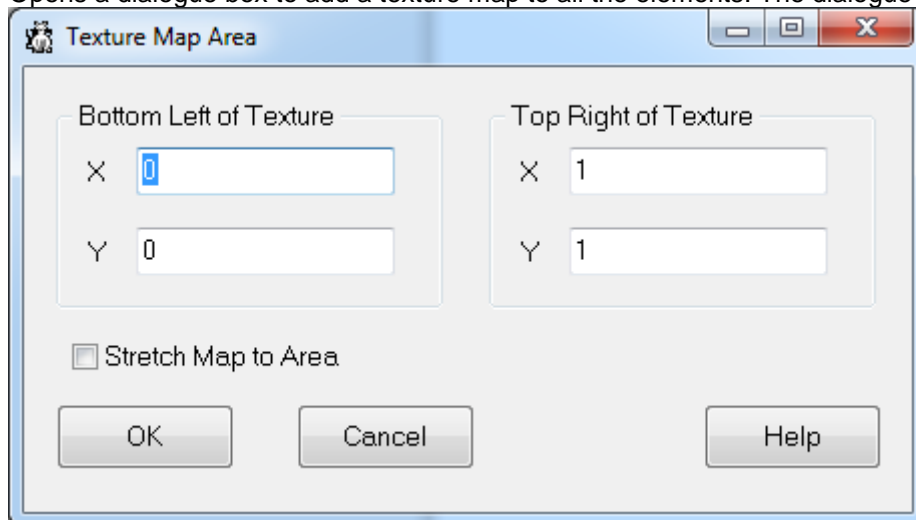 Opens a dialogue box to add a texture map to all the elements. The dialogue
Texture Map Area
Bottom Left of Texture
X 0
Y 0
Top Right of Texture
X 1
Y 1
Stretch Map to Area
OK Cancel Help